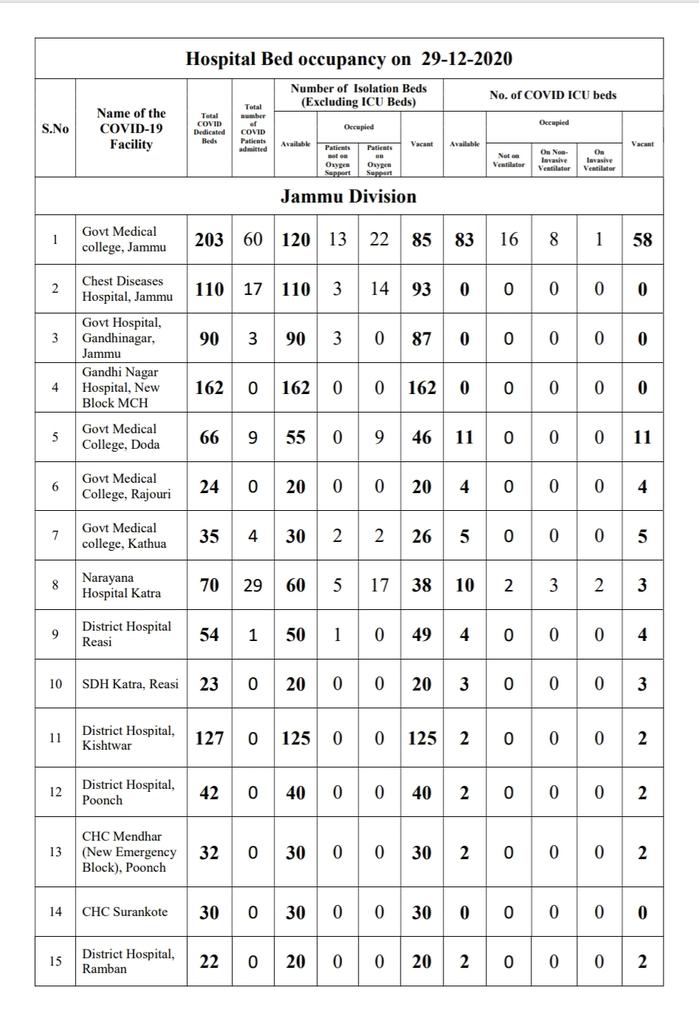 Hospital Bed occupancy on 29-12-2020
S.No
Name of the
COVID-19
Facility
Total
COVID
Dedicated
Beds
Total
number
of
COVID
Patients
admitted
Number of Isolation Beds
(Excluding ICU Beds)
No. of COVID ICU beds
Available
Occupied
Vacant
Available
Occupied
Vacant
Patients
not on
Oxygen
Support
Patients
on
Oxygen
Support
Not on
Ventilator
On Non-
Invasive
Ventilator
On
Invasive
Ventilator
Jammu Division
1 Govt Medical
college, Jammu 203 60 120 13 22 85 83 16 8 1 58
2 Chest Diseases
Hospital, Jammu 110 17 110 3 14 93 0 0 0 0 0
3 Govt Hospital,
Gandhinagar,
Jammu 90 3 90 3 0 87 0 0 0 0 0
4 Gandhi Nagar
Hospital, New
Block MCH 162 0 162 0 0 162 0 0 0 0 0
5 Govt Medical
College, Doda 66 9 55 0 9 46 11 0 0 0 11
6 Govt Medical
College, Rajouri 24 0 20 0 0 20 4 0 0 0 4
7 Govt Medical
college, Kathua 35 4 30 2 2 26 5 0 0 0 5
8 Narayana
Hospital Katra 70 29 60 5 17 38 10 2 3 2 3
9 District Hospital
Reasi 54 1 50 1 0 49 4 0 0 0 4
10 SDH Katra, Reasi 23 0 20 0 0 20 3 0 0 0 3
11 District Hospital,
Kishtwar 127 0 125 0 0 125 2 0 0 0 2
12 District Hospital,
Poonch 42 0 40 0 0 40 2 0 0 0 2
13 CHC Mendhar
(New Emergency
Block), Poonch 32 0 30 0 0 30 2 0 0 0 2
14 CHC Surankote 30 0 30 0 0 30 0 0 0 0 0
15 District Hospital,
Ramban 22 0 20 0 0 20 2 0 0 0 2